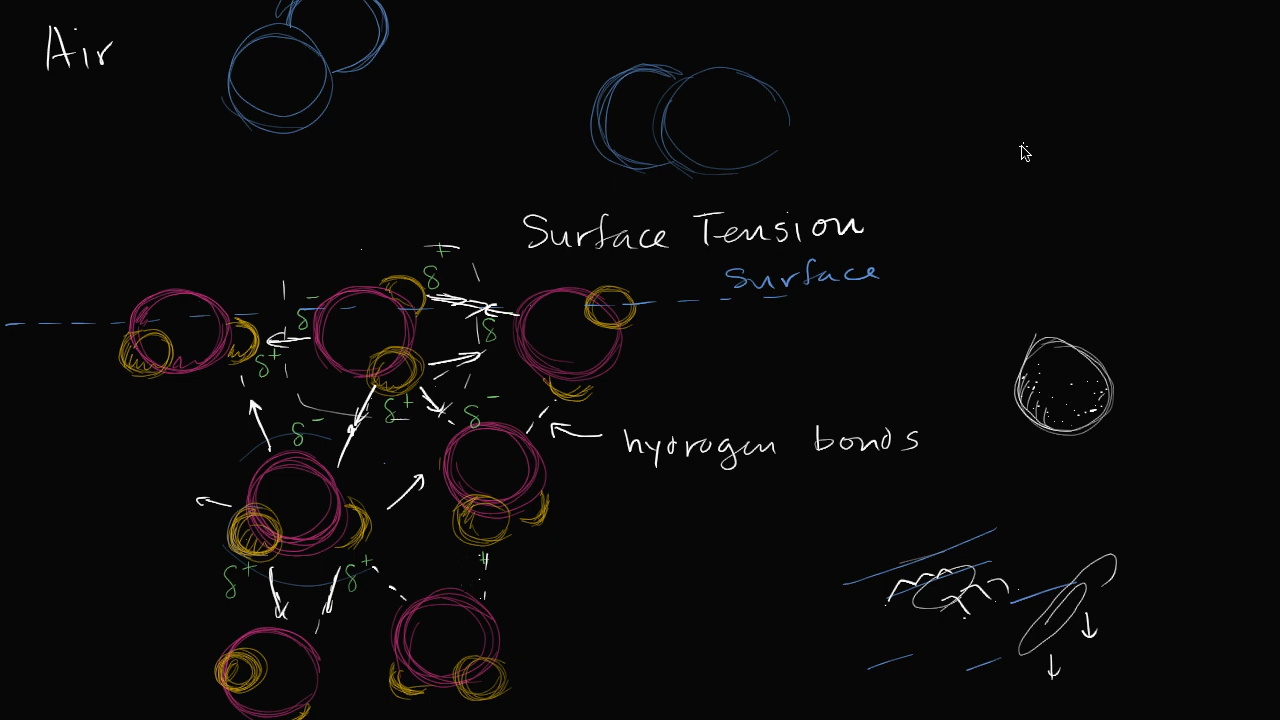 Air
Surface Tension
Surface
δ+
δ-
δ
δ+
δ+
δ-
δ-
hydrogen bonds
δ+
δ+
+